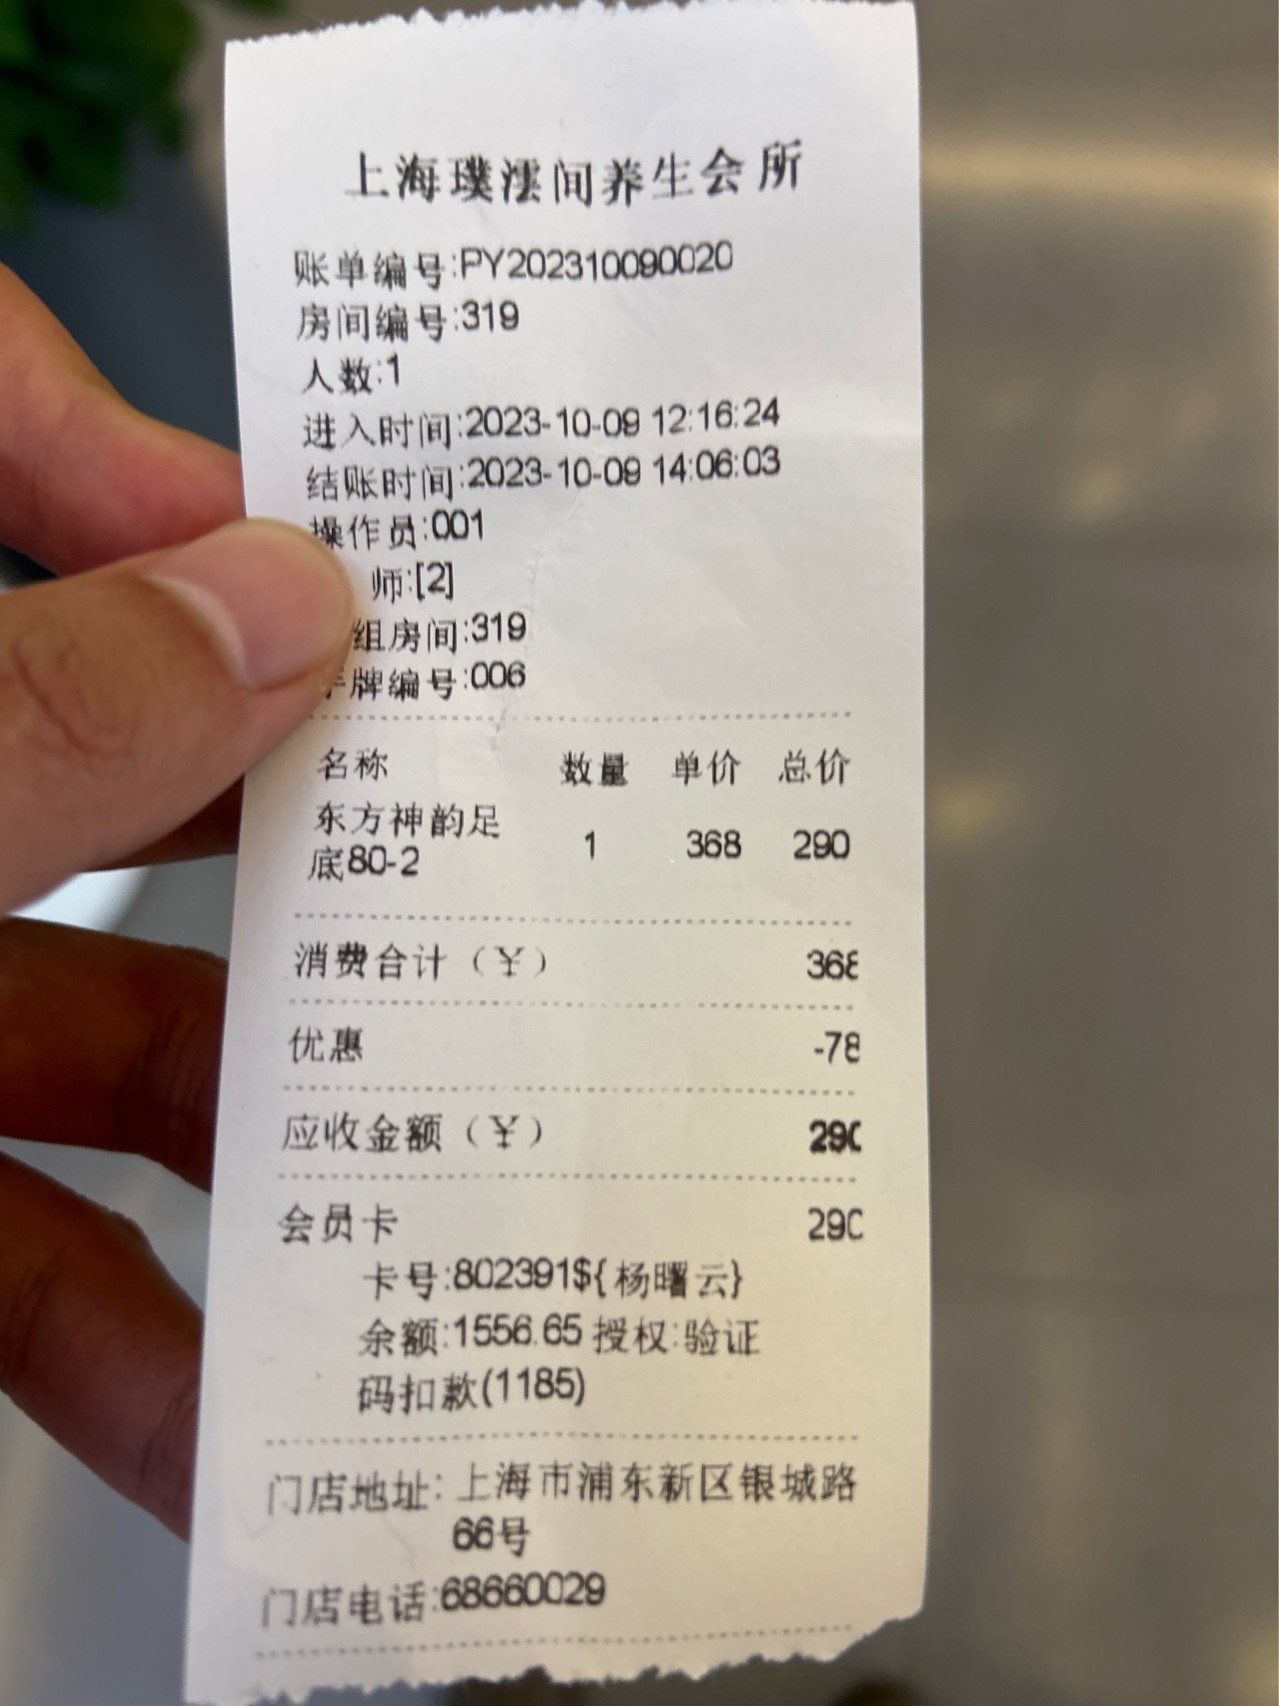 上海璞澐间养生会所
账单编号:PY202310090020
房间编号:319
人数:1
进入时间:2023-10-09 12:16:24
结账时间:2023-10-09 14:06:03
操作员:001
师:[2]
组房间:319
手牌编号:006
名称 数量 单价 总价
东方神韵足
底80-2 1 368 290
消费合计（¥） 368
优惠 -78
应收金额（¥） 290
会员卡 290
卡号:802391${杨曙云}
余额:1556.65 授权:验证
码扣款(1185)
门店地址: 上海市浦东新区银城路
66号
门店电话:68660029